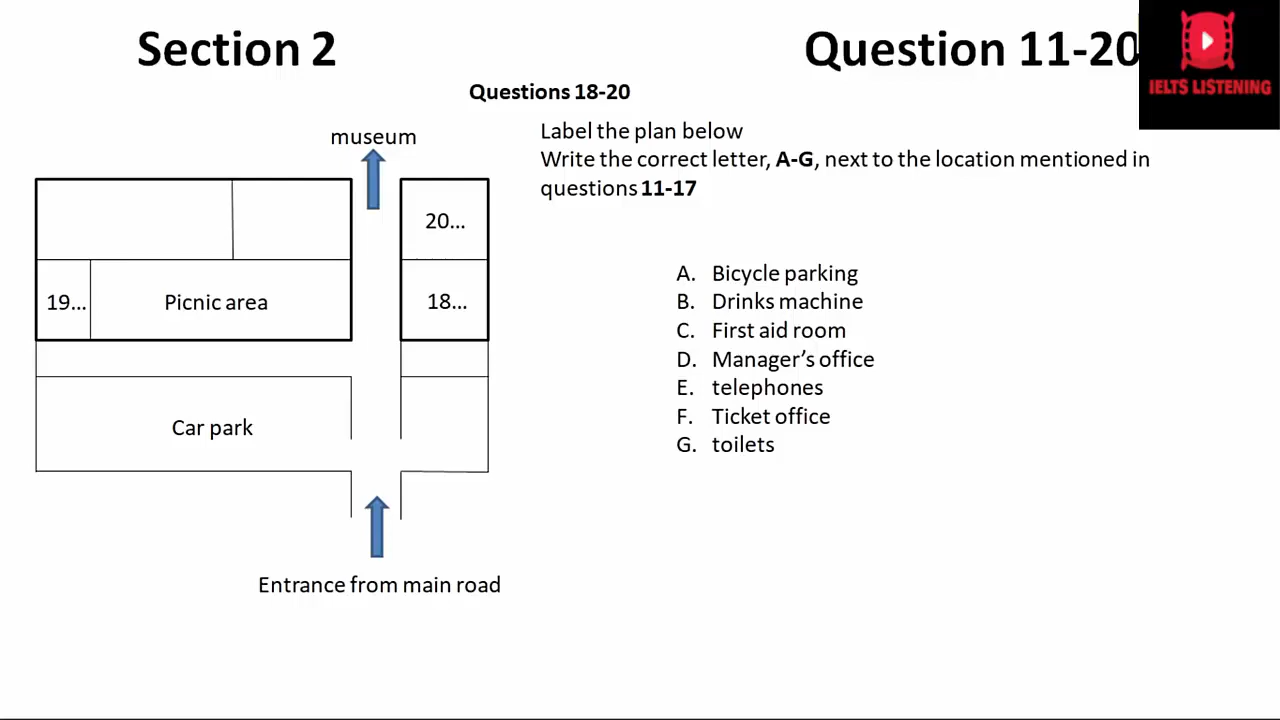 Section 2
Question 11-20
IELTS LISTENING
Questions 18-20
Label the plan below
Write the correct letter, A-G, next to the location mentioned in
questions 11-17
museum
20...
19...
Picnic area
18...
Car park
Entrance from main road
A. Bicycle parking
B. Drinks machine
C. First aid room
D. Manager’s office
E. telephones
F. Ticket office
G. toilets